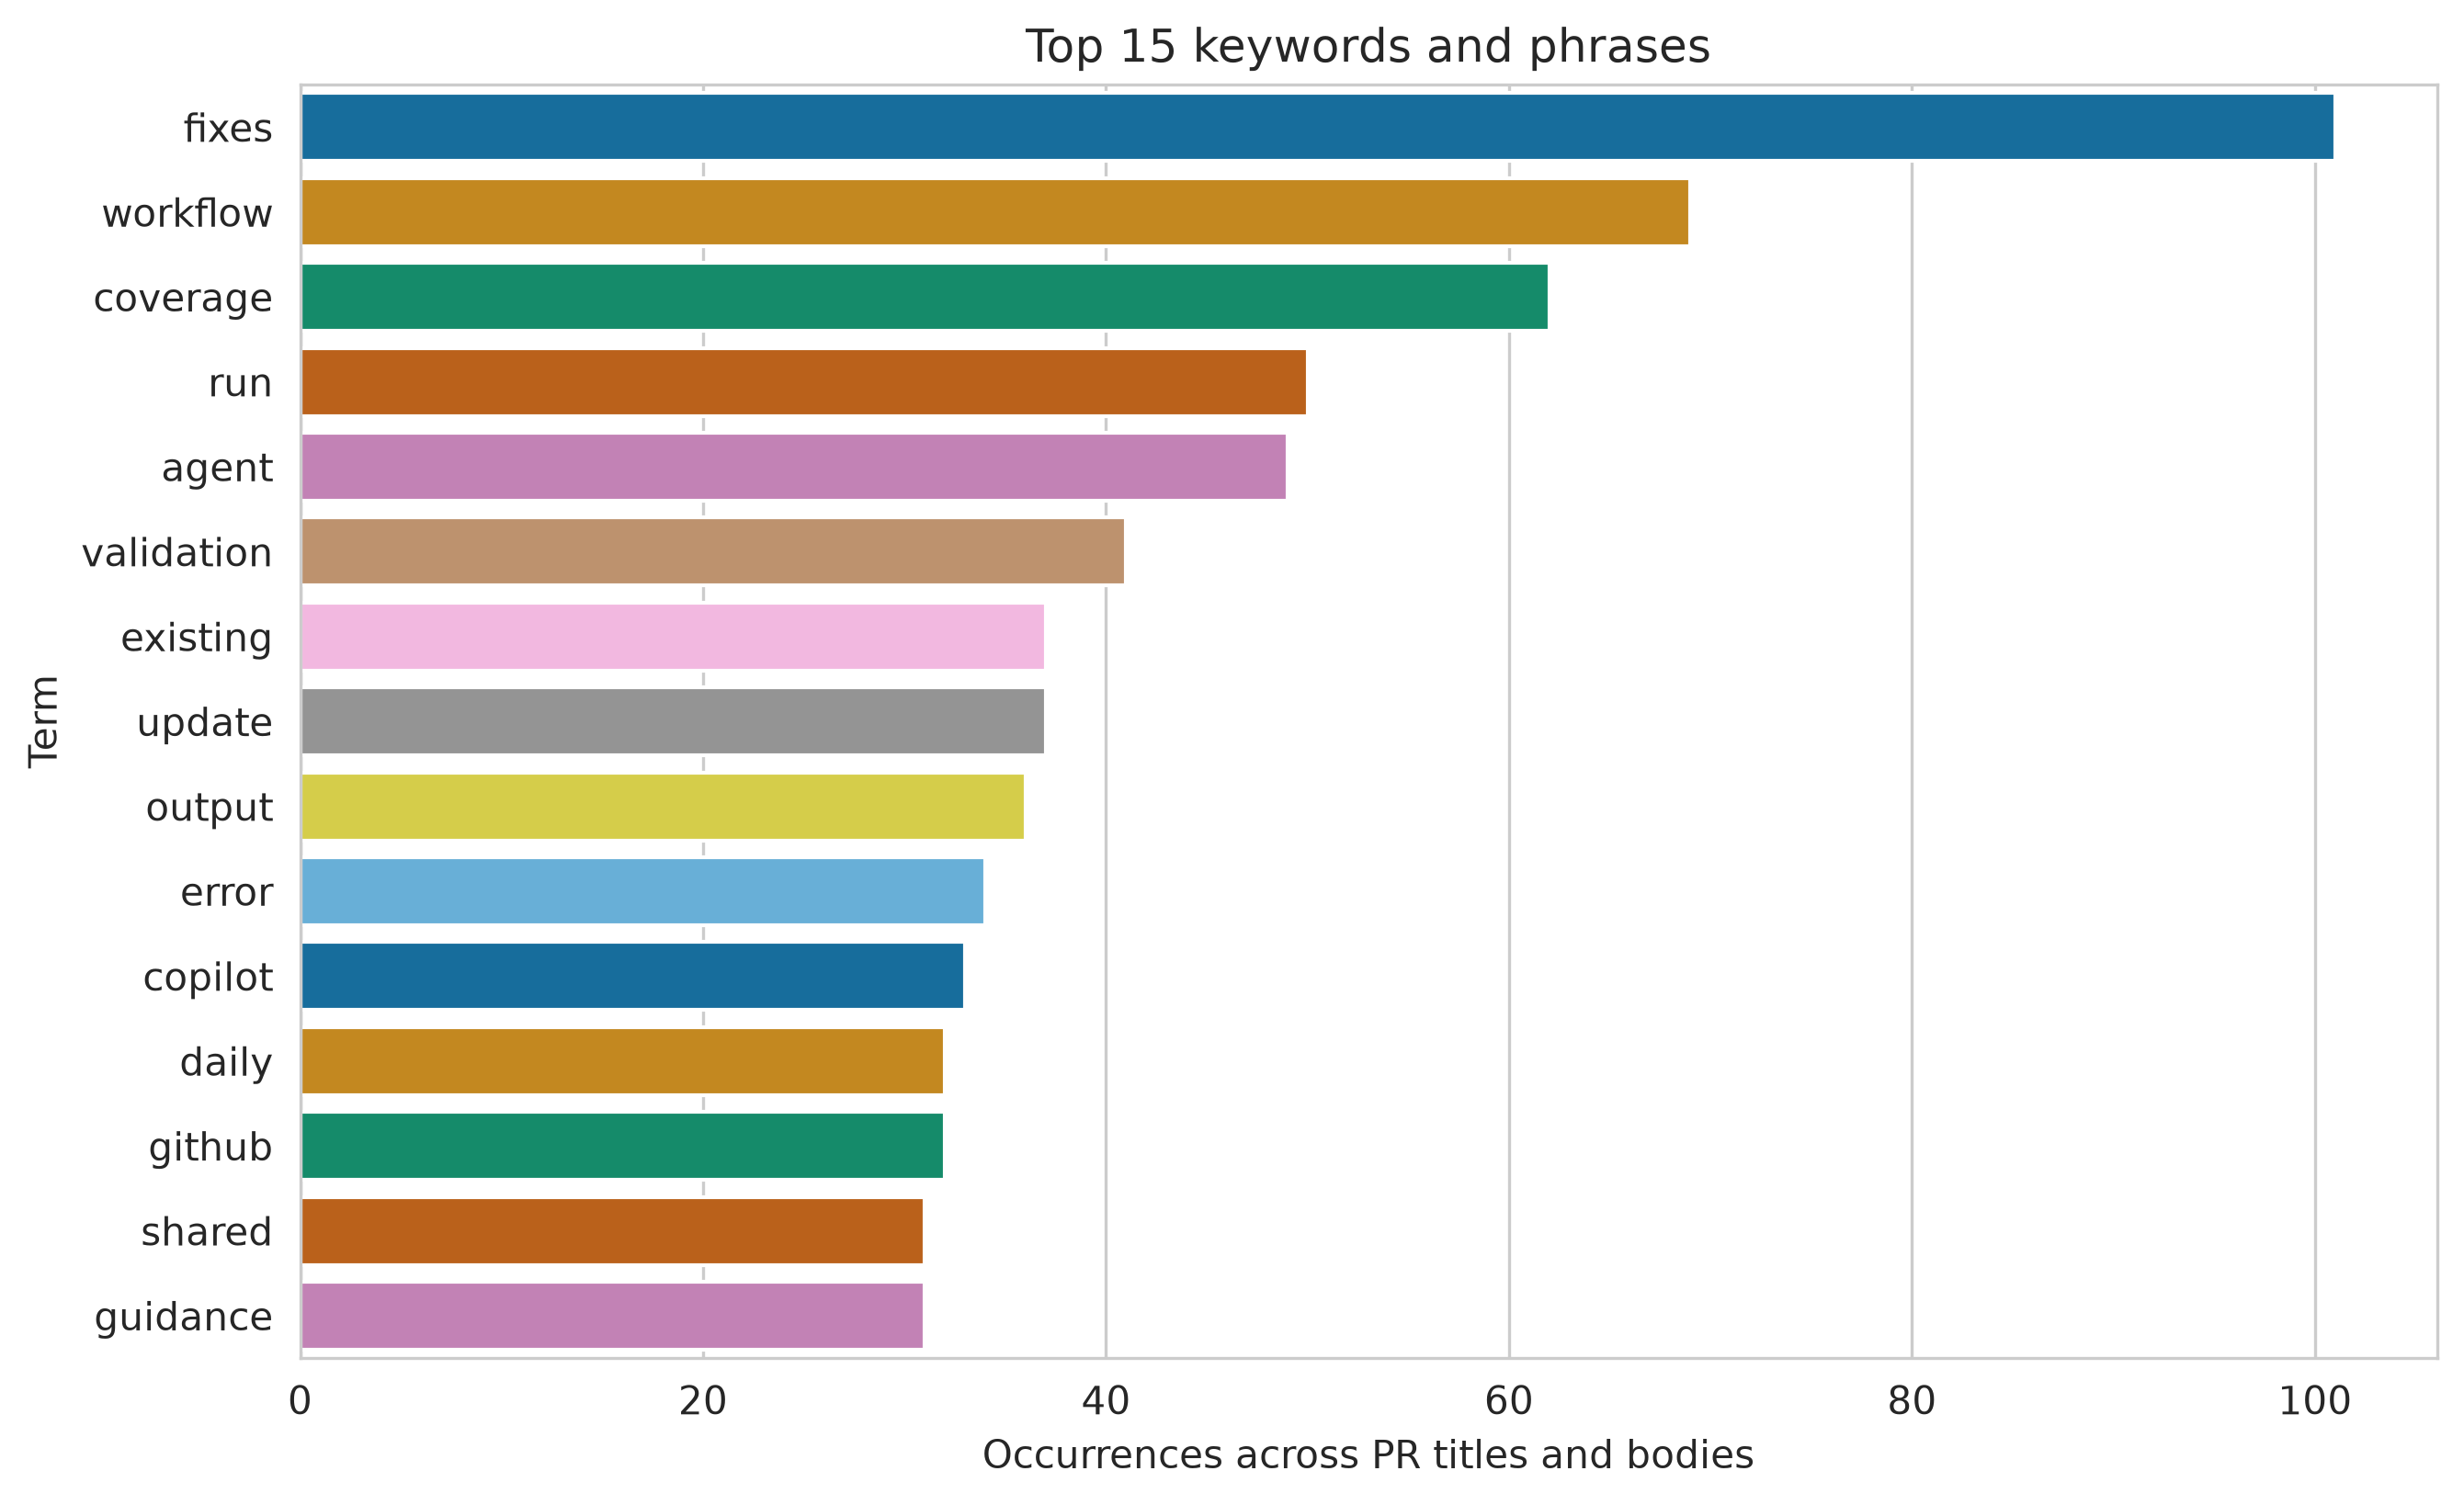 Top 15 keywords and phrases
fixes
workflow
coverage
run
agent
validation
existing
update
output
error
copilot
daily
github
shared
guidance
Term
0 20 40 60 80 100
Occurrences across PR titles and bodies